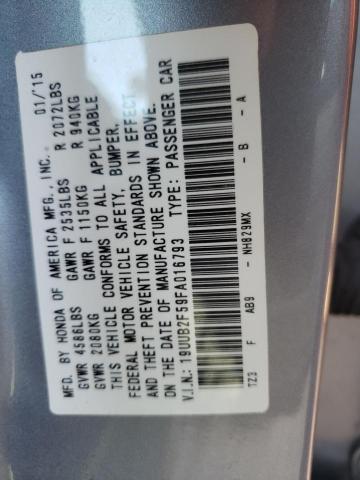 MFD. BY HONDA OF AMERICA MFG., INC. 01/'15
GVWR 4586LBS GAWR F 2535LBS R 2072LBS
GVWR 2080KG GAWR F 1150KG R 940KG
THIS VEHICLE CONFORMS TO ALL APPLICABLE
FEDERAL MOTOR VEHICLE SAFETY, BUMPER,
AND THEFT PREVENTION STANDARDS IN EFFECT
ON THE DATE OF MANUFACTURE SHOWN ABOVE.
V.I.N.: 19UUB2F59FA016793 TYPE: PASSENGER CAR
TZ3 F AB9 - NH829MX - B - A